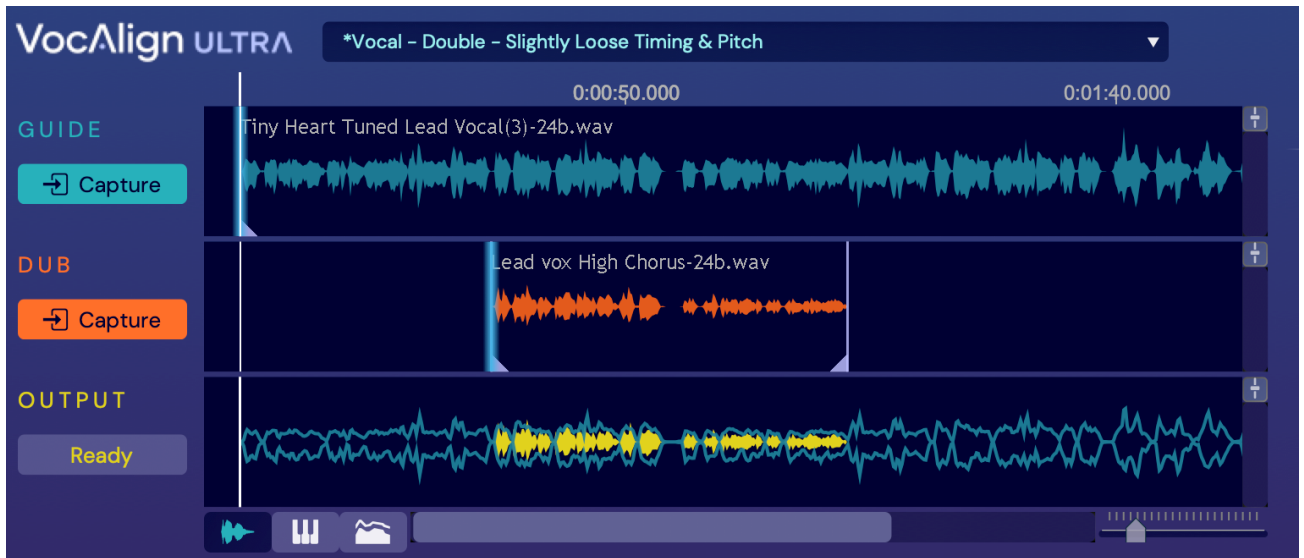 VocAlign ULTRA
*Vocal – Double – Slightly Loose Timing & Pitch
0:00:50.000 0:01:40.000
GUIDE
Capture
Tiny Heart Tuned Lead Vocal(3)-24b.wav
DUB
Capture
Lead vox High Chorus-24b.wav
OUTPUT
Ready